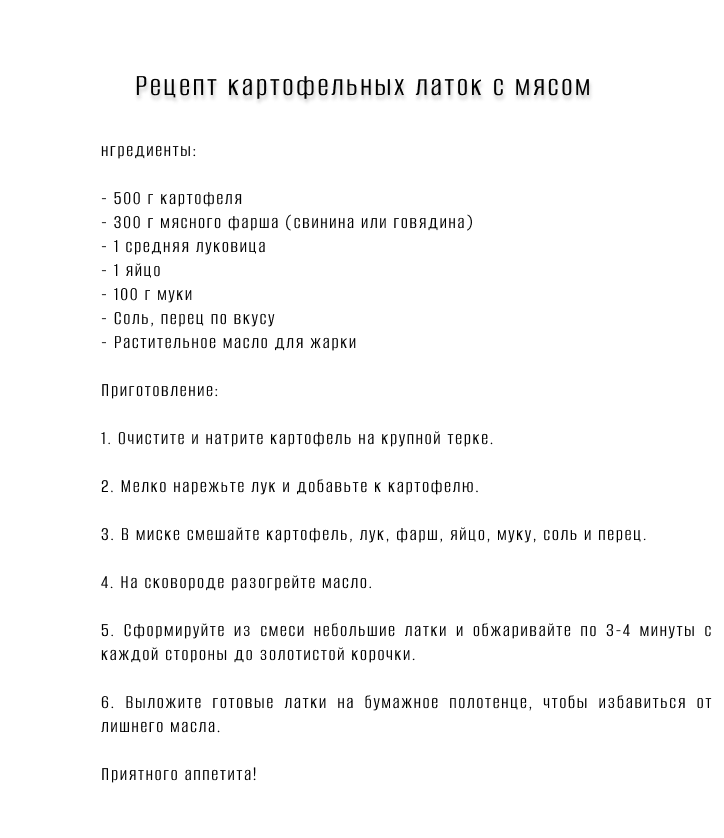 Рецепт картофельных латок с мясом
нгредиенты:
- 500 г картофеля
- 300 г мясного фарша (свинина или говядина)
- 1 средняя луковица
- 1 яйцо
- 100 г муки
- Соль, перец по вкусу
- Растительное масло для жарки
Приготовление:
1. Очистите и натрите картофель на крупной терке.
2. Мелко нарежьте лук и добавьте к картофелю.
3. В миске смешайте картофель, лук, фарш, яйцо, муку, соль и перец.
4. На сковороде разогрейте масло.
5. Сформируйте из смеси небольшие латки и обжаривайте по 3-4 минуты с
каждой стороны до золотистой корочки.
6. Выложите готовые латки на бумажное полотенце, чтобы избавиться от
лишнего масла.
Приятного аппетита!